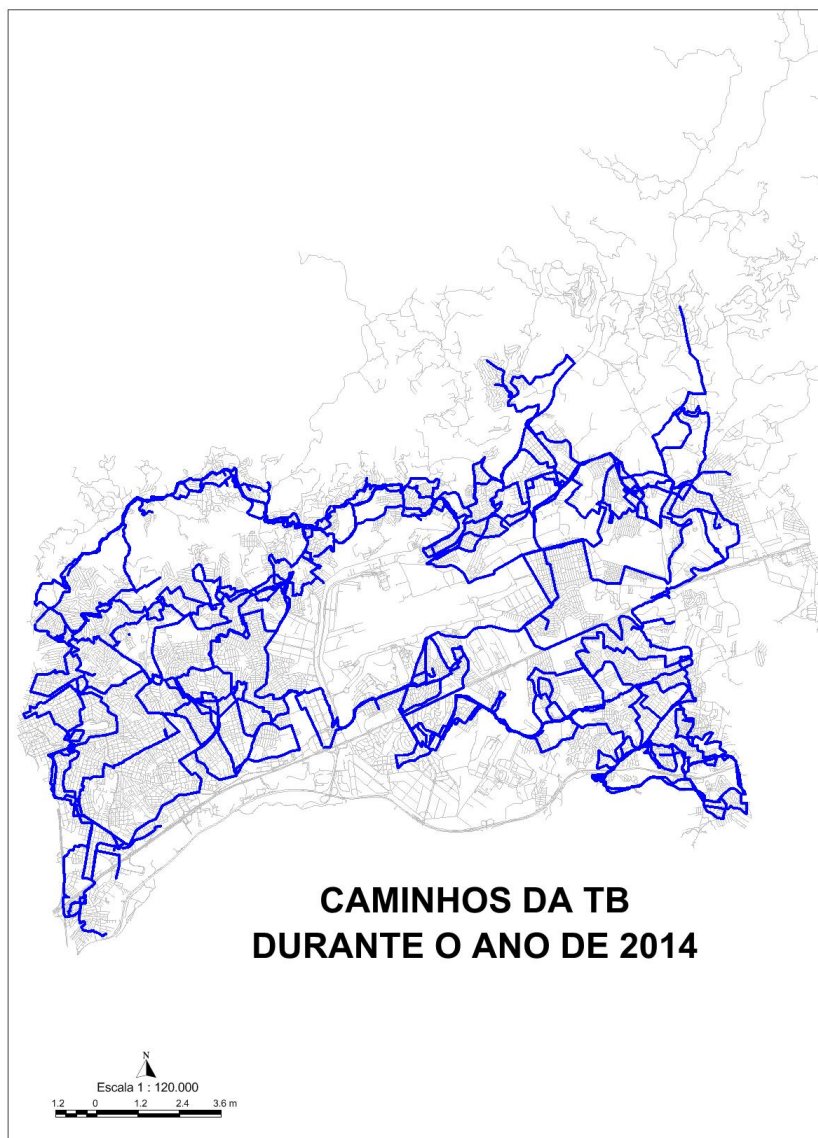 CAMINHOS DA TB
DURANTE O ANO DE 2014
N
Escala 1 : 120.000
1.2 0 1.2 2.4 3.6 m